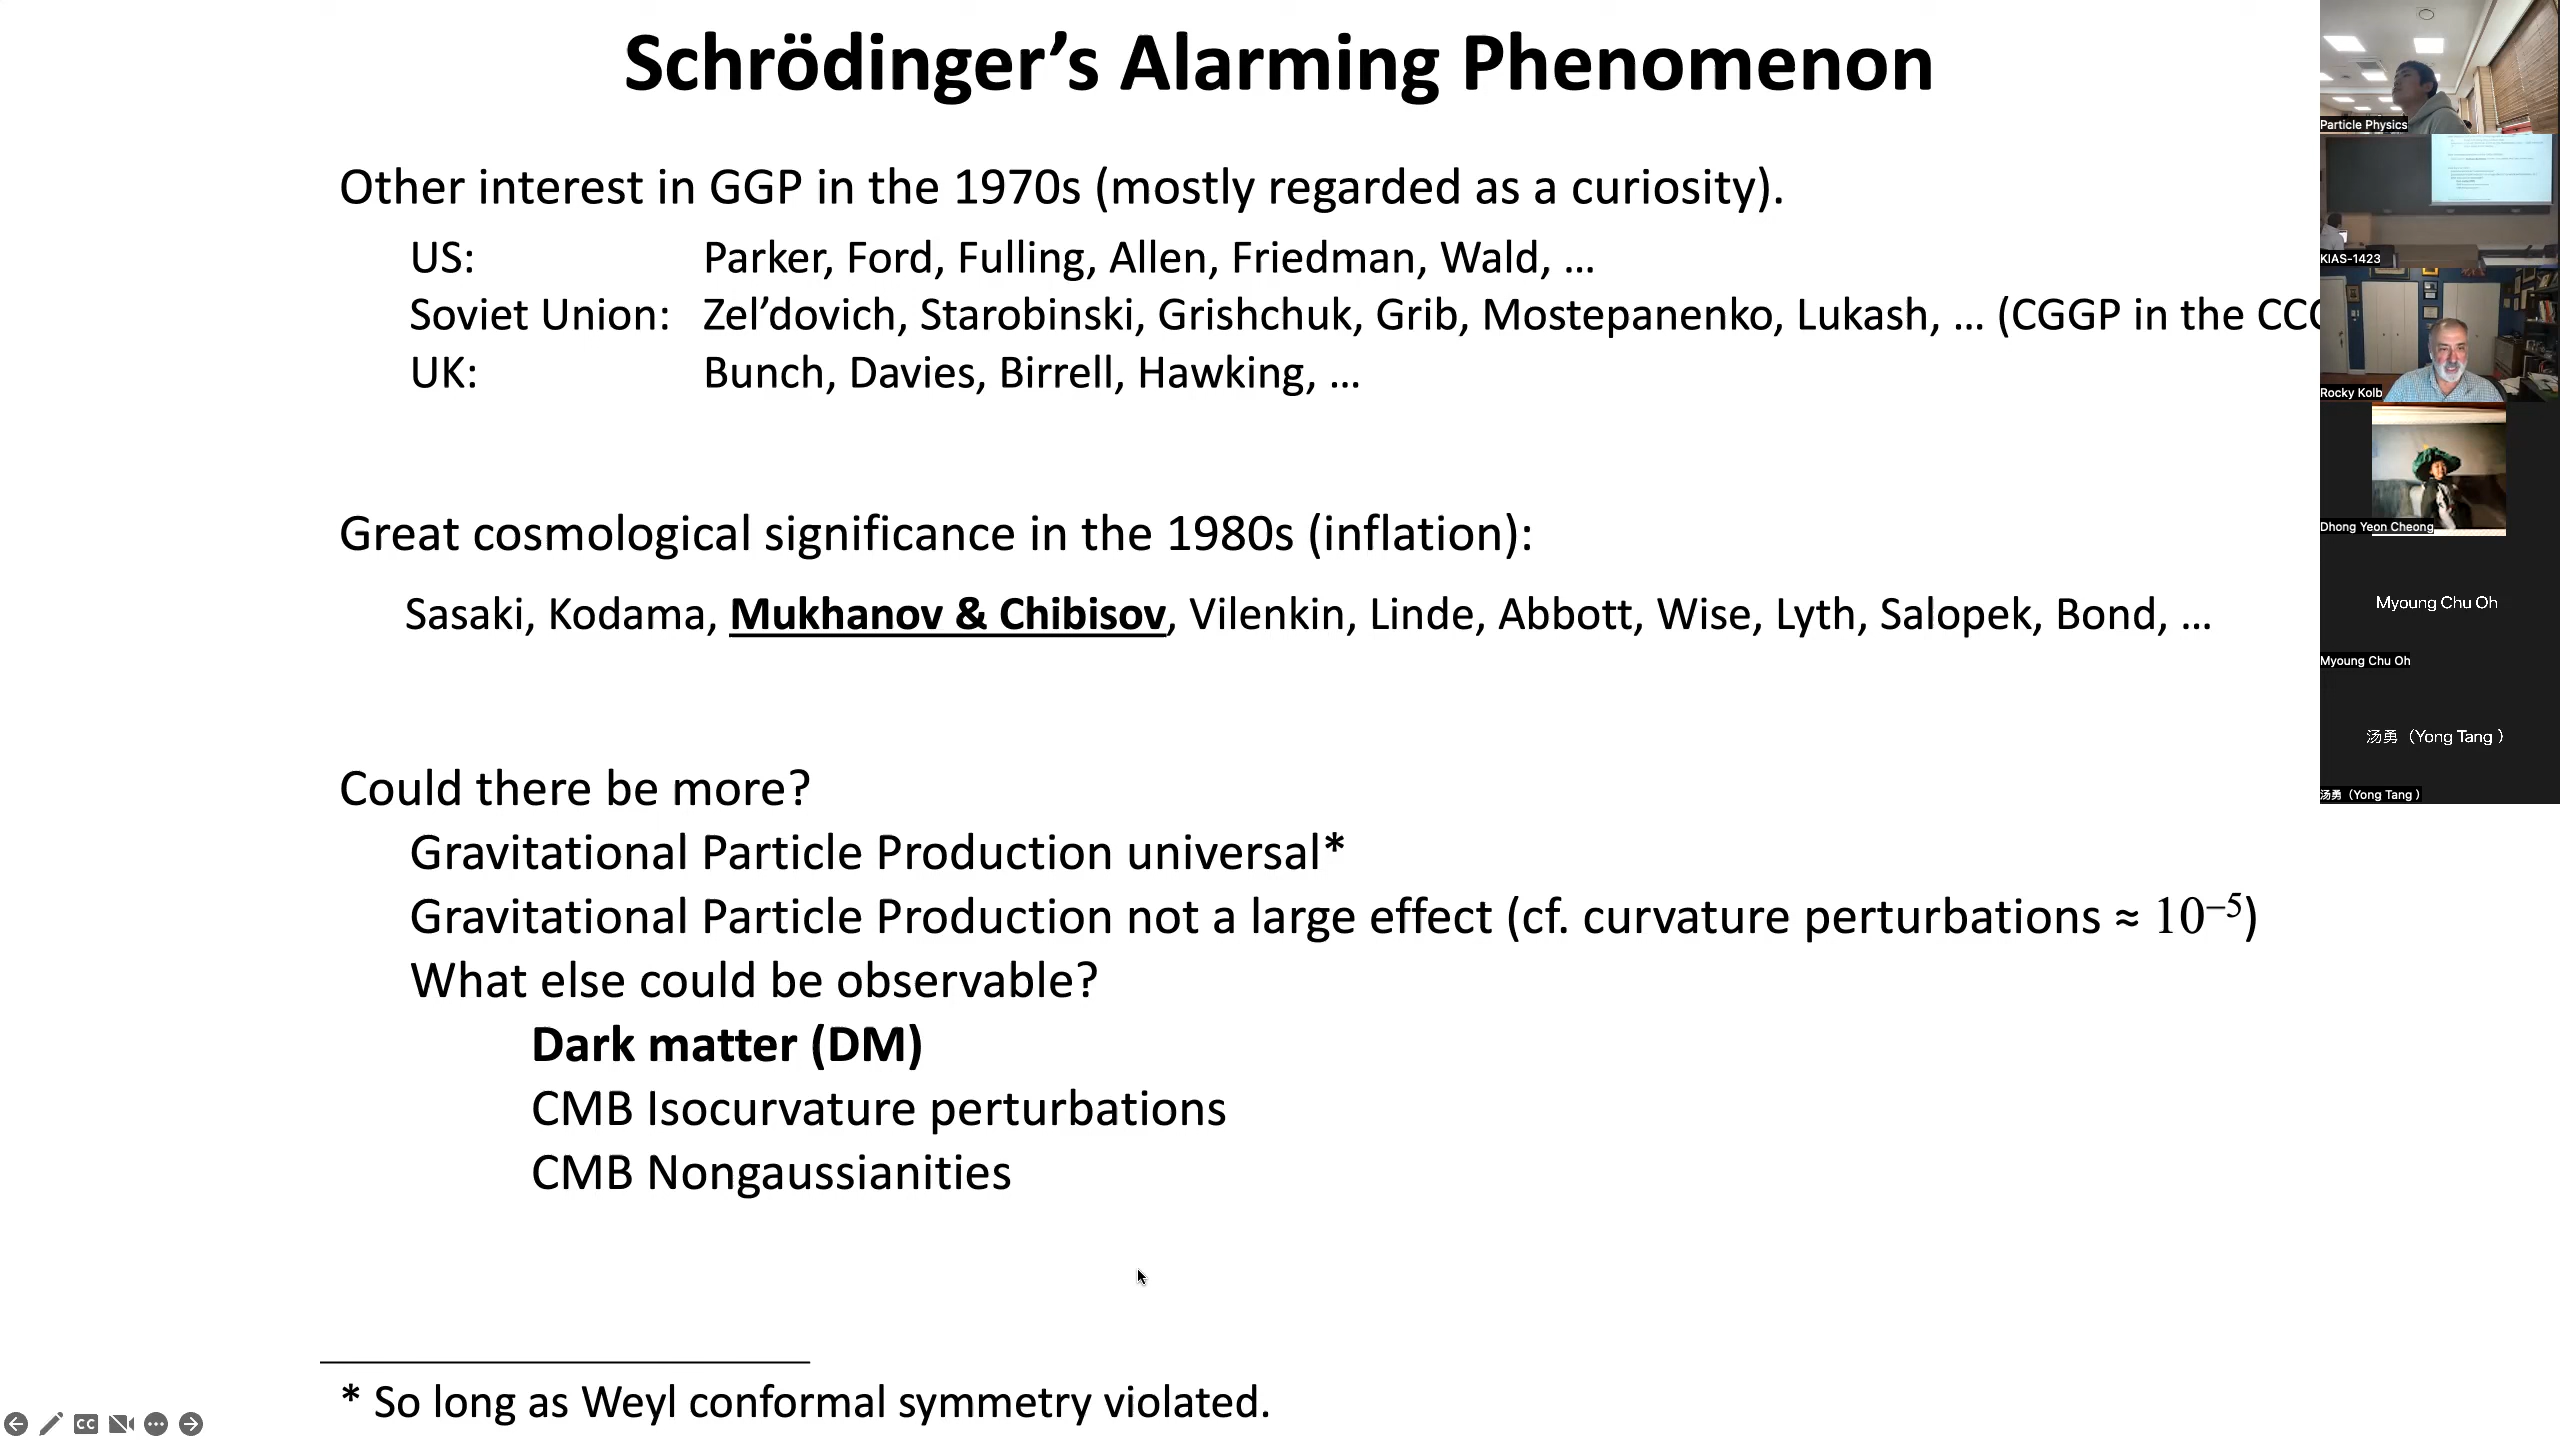 Schrödinger’s Alarming Phenomenon
Other interest in GGP in the 1970s (mostly regarded as a curiosity).
US: Parker, Ford, Fulling, Allen, Friedman, Wald, …
Soviet Union: Zel’dovich, Starobinski, Grishchuk, Grib, Mostepanenko, Lukash, … (CGGP in the CCC
UK: Bunch, Davies, Birrell, Hawking, …
Great cosmological significance in the 1980s (inflation):
Sasaki, Kodama, Mukhanov & Chibisov, Vilenkin, Linde, Abbott, Wise, Lyth, Salopek, Bond, …
Could there be more?
Gravitational Particle Production universal*
Gravitational Particle Production not a large effect (cf. curvature perturbations ≈ 10⁻⁵)
What else could be observable?
Dark matter (DM)
CMB Isocurvature perturbations
CMB Nongaussianities
* So long as Weyl conformal symmetry violated.
CC
Particle Physics
KIAS-1423
Rocky Kolb
Dhong Yeon Cheong
Myoung Chu Oh
Myoung Chu Oh
汤勇（Yong Tang ）
汤勇（Yong Tang ）